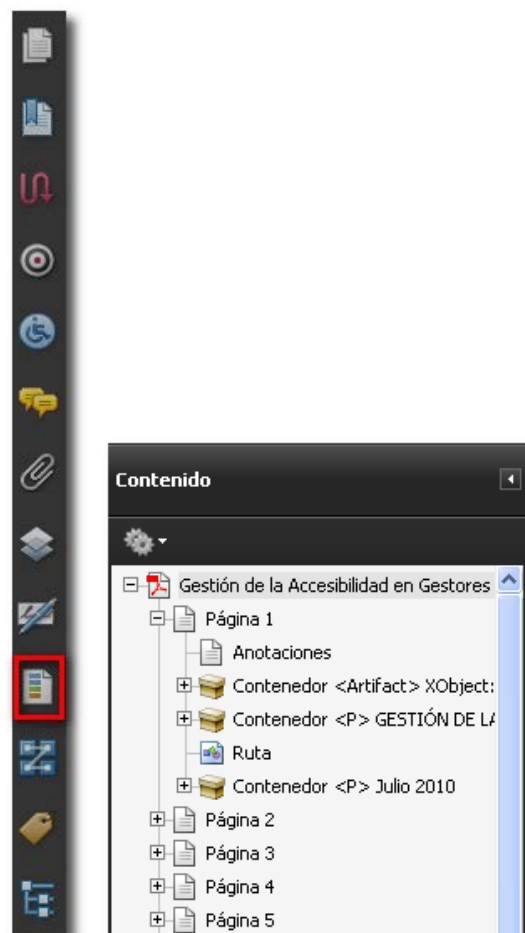 Contenido
Gestión de la Accesibilidad en Gestores
Página 1
Anotaciones
Contenedor <Artifact> XObject:
Contenedor <P> GESTIÓN DE LA
Ruta
Contenedor <P> Julio 2010
Página 2
Página 3
Página 4
Página 5